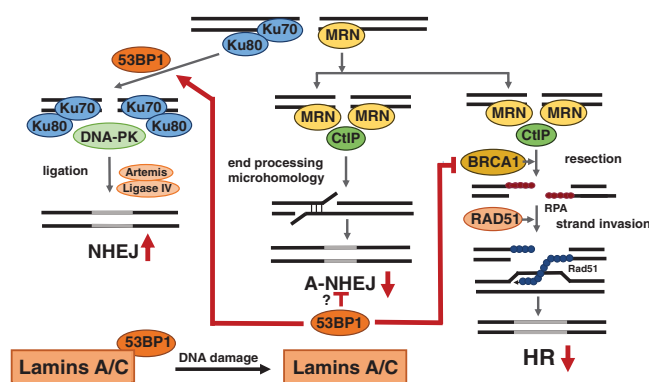 Ku70
Ku80
MRN
53BP1
Ku70
Ku70
Ku80
Ku80
DNA-PK
ligation
Artemis
Ligase IV
NHEJ
MRN
MRN
CtIP
end processing
microhomology
A-NHEJ
?
53BP1
MRN
MRN
CtIP
BRCA1
resection
RPA
RAD51
strand invasion
Rad51
HR
53BP1
Lamins A/C
DNA damage
Lamins A/C